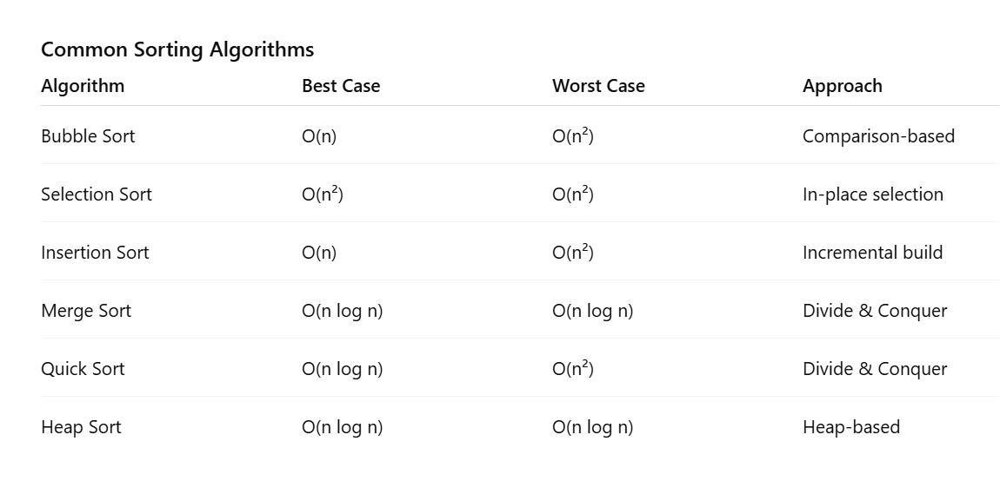 Common Sorting Algorithms
Algorithm Best Case Worst Case Approach
Bubble Sort O(n) O(n²) Comparison-based
Selection Sort O(n²) O(n²) In-place selection
Insertion Sort O(n) O(n²) Incremental build
Merge Sort O(n log n) O(n log n) Divide & Conquer
Quick Sort O(n log n) O(n²) Divide & Conquer
Heap Sort O(n log n) O(n log n) Heap-based